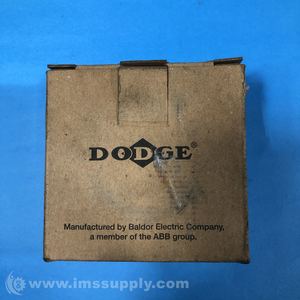 DODGE®
Manufactured by Baldor Electric Company,
a member of the ABB group.
© www.imssupply.com